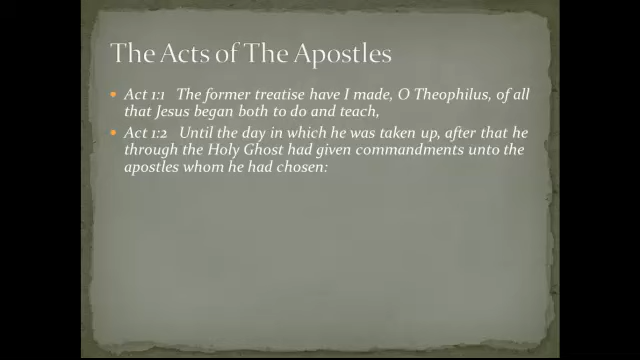 The Acts of The Apostles
Act 1:1 The former treatise have I made, O Theophilus, of all
that Jesus began both to do and teach,
Act 1:2 Until the day in which he was taken up, after that he
through the Holy Ghost had given commandments unto the
apostles whom he had chosen: